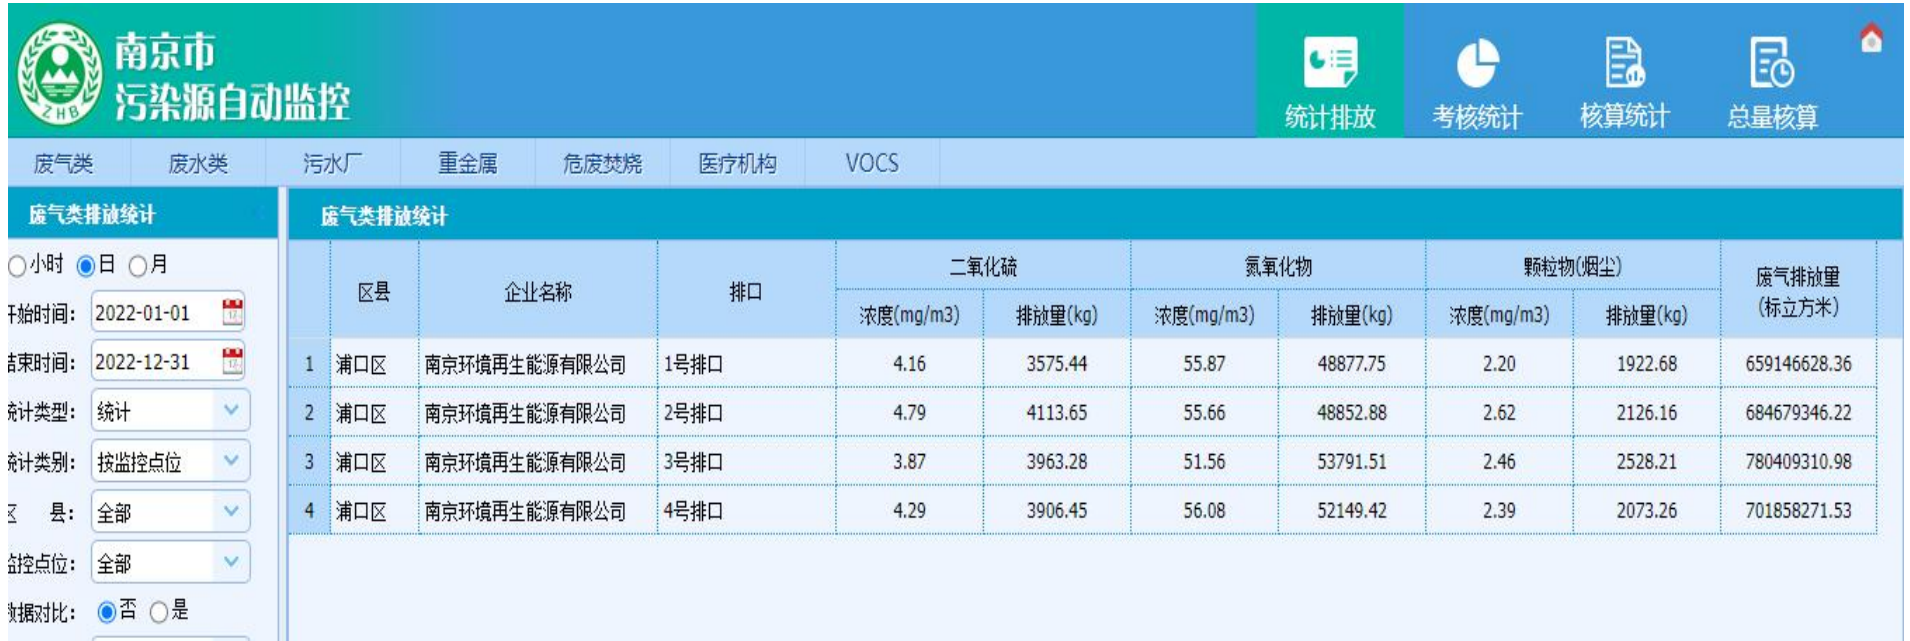 南京市
污染源自动监控
ZHB
统计排放 考核统计 核算统计 总量核算
废气类 废水类 污水厂 重金属 危废焚烧 医疗机构 VOCS
废气类排放统计
小时 日 月
开始时间: 2022-01-01
结束时间: 2022-12-31
统计类型: 统计
统计类别: 按监控点位
区 县: 全部
监控点位: 全部
数据对比: 否 是
废气类排放统计
区县 企业名称 排口 二氧化硫 氮氧化物 颗粒物(烟尘) 废气排放量
(标立方米)
浓度(mg/m3) 排放量(kg) 浓度(mg/m3) 排放量(kg) 浓度(mg/m3) 排放量(kg)
1 浦口区 南京环境再生能源有限公司 1号排口 4.16 3575.44 55.87 48877.75 2.20 1922.68 659146628.36
2 浦口区 南京环境再生能源有限公司 2号排口 4.79 4113.65 55.66 48852.88 2.62 2126.16 684679346.22
3 浦口区 南京环境再生能源有限公司 3号排口 3.87 3963.28 51.56 53791.51 2.46 2528.21 780409310.98
4 浦口区 南京环境再生能源有限公司 4号排口 4.29 3906.45 56.08 52149.42 2.39 2073.26 701858271.53